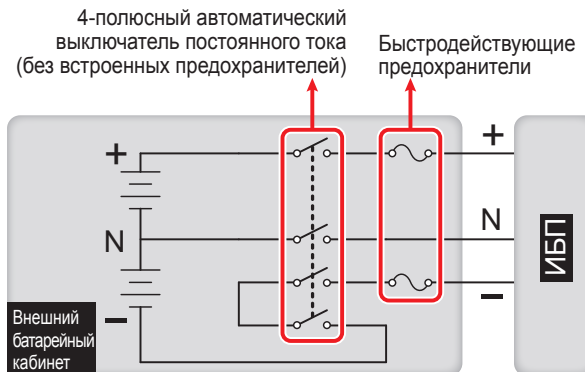 4-полюсный автоматический
выключатель постоянного тока
(без встроенных предохранителей)
Быстродействующие
предохранители
+
+
N
N
ИБП
–
–
Внешний
батарейный
кабинет